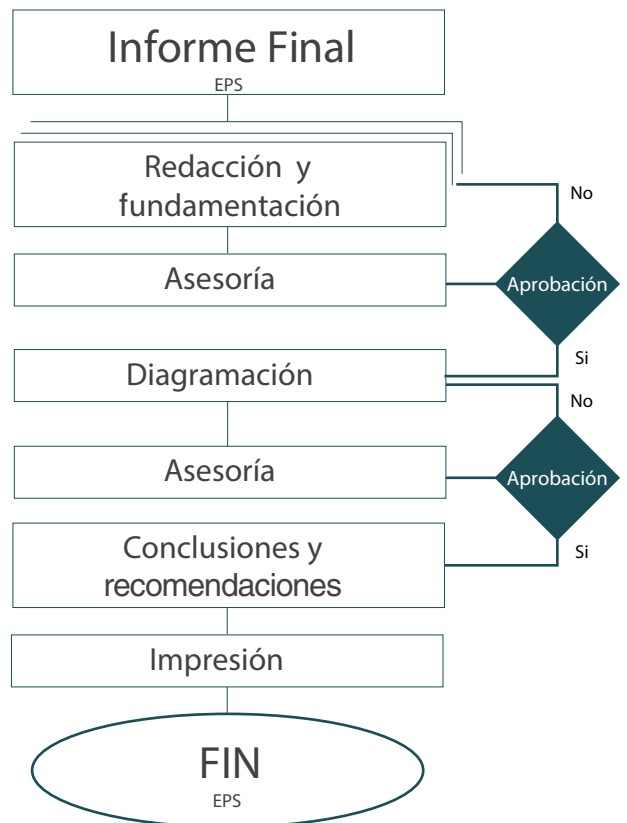 Informe Final
EPS
Redacción y
fundamentación
No
Asesoría
Aprobación
Si
Diagramación
No
Asesoría
Aprobación
Si
Conclusiones y
recomendaciones
Impresión
FIN
EPS